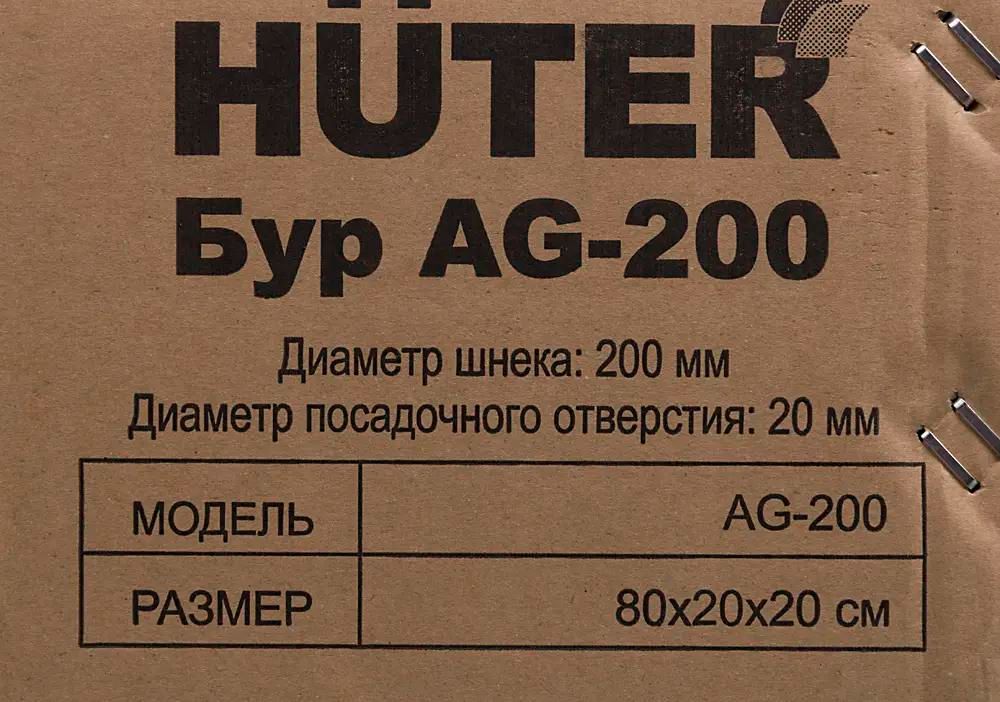 HÜTER
Бур AG-200
Диаметр шнека: 200 мм
Диаметр посадочного отверстия: 20 мм
МОДЕЛЬ AG-200
РАЗМЕР 80x20x20 см